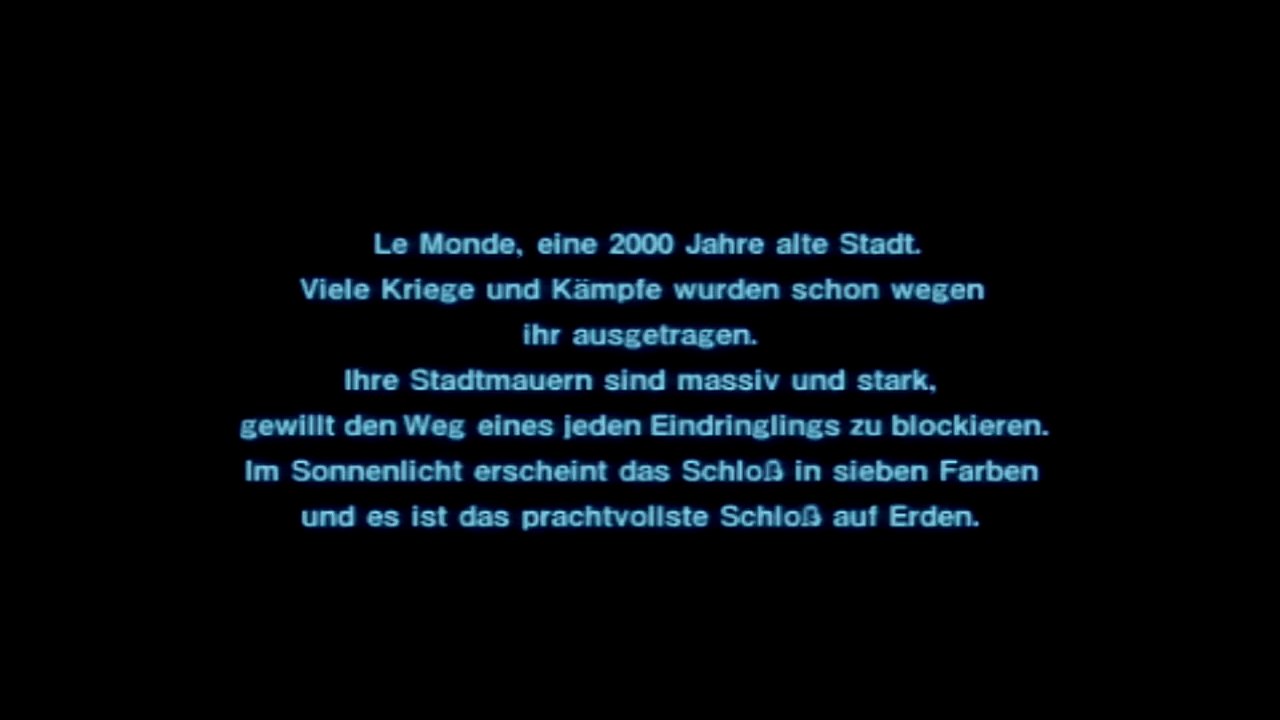 Le Monde, eine 2000 Jahre alte Stadt.
Viele Kriege und Kämpfe wurden schon wegen
ihr ausgetragen.
Ihre Stadtmauern sind massiv und stark,
gewillt den Weg eines jeden Eindringlings zu blockieren.
Im Sonnenlicht erscheint das Schloß in sieben Farben
und es ist das prachtvollste Schloß auf Erden.